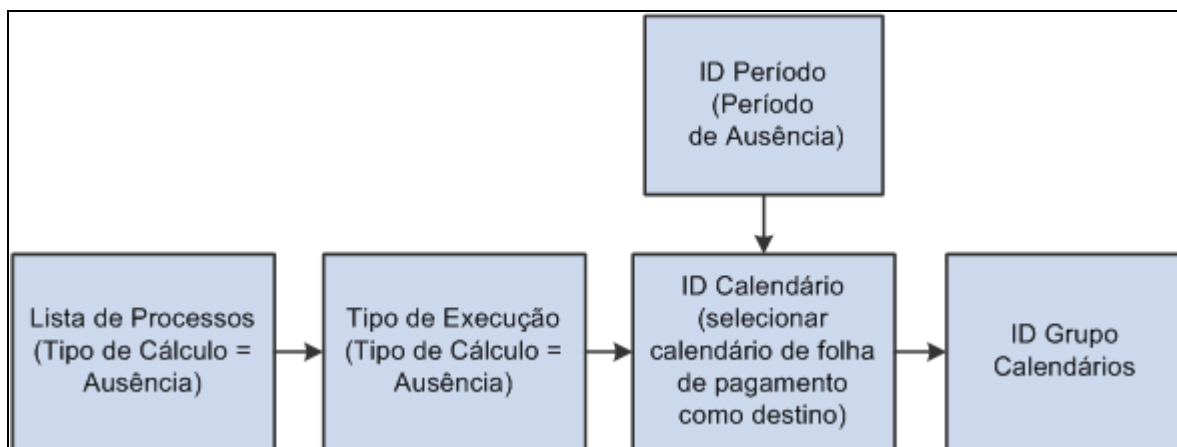 ID Período
(Período
de Ausência)
Lista de Processos
(Tipo de Cálculo =
Ausência)
Tipo de Execução
(Tipo de Cálculo =
Ausência)
ID Calendário
(selecionar
calendário de folha
de pagamento
como destino)
ID Grupo
Calendários